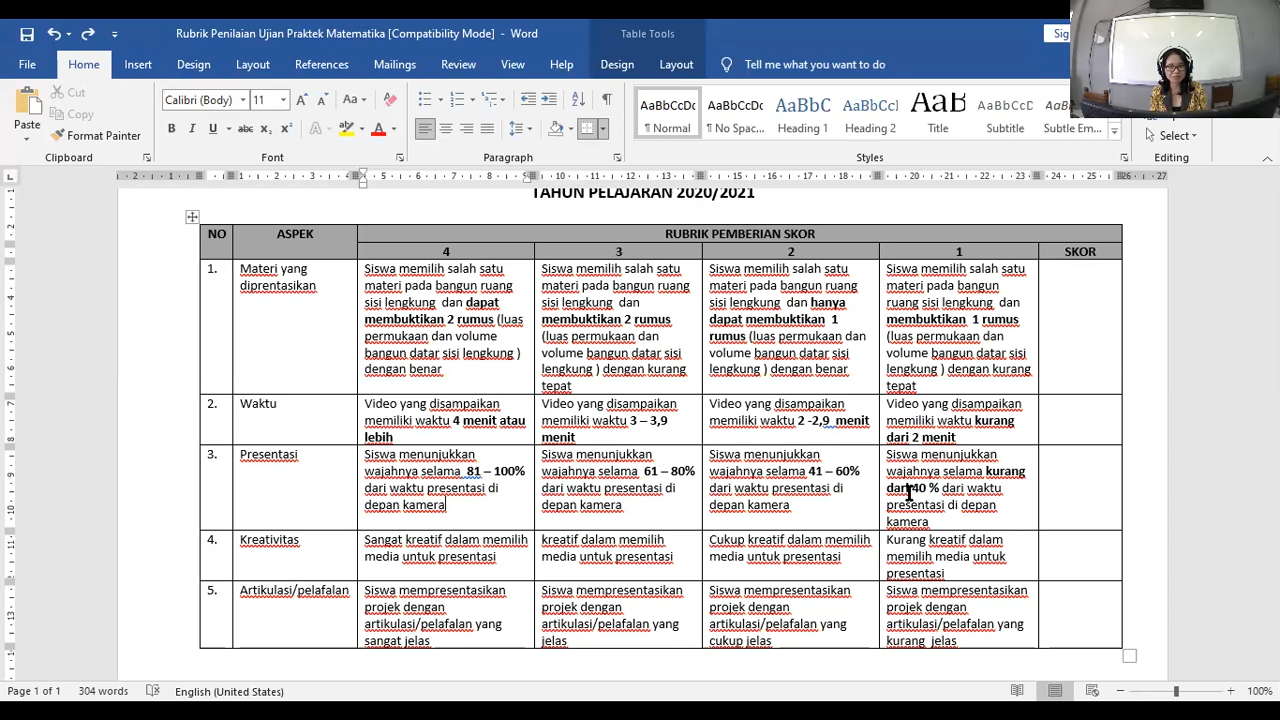 Rubrik Penilaian Ujian Praktek Matematika [Compatibility Mode] - Word
Table Tools
File Home Insert Design Layout References Mailings Review View Help Design Layout Tell me what you want to do
Paste
Cut
Copy
Format Painter
Calibri (Body) 11
AaBbCcDc
¶ Normal
AaBbCcDc
¶ No Spac...
AaBbC
Heading 1
AaBbCc
Heading 2
AaB
Title
AaBbCcD
Subtitle
Subtle Em...
Select
Clipboard Font Paragraph Styles Editing
TAHUN PELAJARAN 2020/2021
NO ASPEK RUBRIK PEMBERIAN SKOR
4 3 2 1 SKOR
1. Materi yang
diprentasikan
Siswa memilih salah satu
materi pada bangun ruang
sisi lengkung dan dapat
membuktikan 2 rumus (luas
permukaan dan volume
bangun datar sisi lengkung )
dengan benar
Siswa memilih salah satu
materi pada bangun ruang
sisi lengkung dan
membuktikan 2 rumus
(luas permukaan dan
volume bangun datar sisi
lengkung ) dengan kurang
tepat
Siswa memilih salah satu
materi pada bangun ruang
sisi lengkung dan hanya
dapat membuktikan 1
rumus (luas permukaan dan
volume bangun datar sisi
lengkung ) dengan benar
Siswa memilih salah satu
materi pada bangun
ruang sisi lengkung dan
membuktikan 1 rumus
(luas permukaan dan
volume bangun datar sisi
lengkung ) dengan kurang
tepat
2. Waktu
Video yang disampaikan
memiliki waktu 4 menit atau
lebih
Video yang disampaikan
memiliki waktu 3 – 3,9
menit
Video yang disampaikan
memiliki waktu 2 -2,9 menit
Video yang disampaikan
memiliki waktu kurang
dari 2 menit
3. Presentasi
Siswa menunjukkan
wajahnya selama 81 – 100%
dari waktu presentasi di
depan kamera
Siswa menunjukkan
wajahnya selama 61 – 80%
dari waktu presentasi di
depan kamera
Siswa menunjukkan
wajahnya selama 41 – 60%
dari waktu presentasi di
depan kamera
Siswa menunjukkan
wajahnya selama kurang
dari 40 % dari waktu
presentasi di depan
kamera
4. Kreativitas
Sangat kreatif dalam memilih
media untuk presentasi
kreatif dalam memilih
media untuk presentasi
Cukup kreatif dalam memilih
media untuk presentasi
Kurang kreatif dalam
memilih media untuk
presentasi
5. Artikulasi/pelafalan
Siswa mempresentasikan
projek dengan
artikulasi/pelafalan yang
sangat jelas
Siswa mempresentasikan
projek dengan
artikulasi/pelafalan yang
jelas
Siswa mempresentasikan
projek dengan
artikulasi/pelafalan yang
cukup jelas
Siswa mempresentasikan
projek dengan
artikulasi/pelafalan yang
kurang jelas
Page 1 of 1 304 words English (United States) 100%